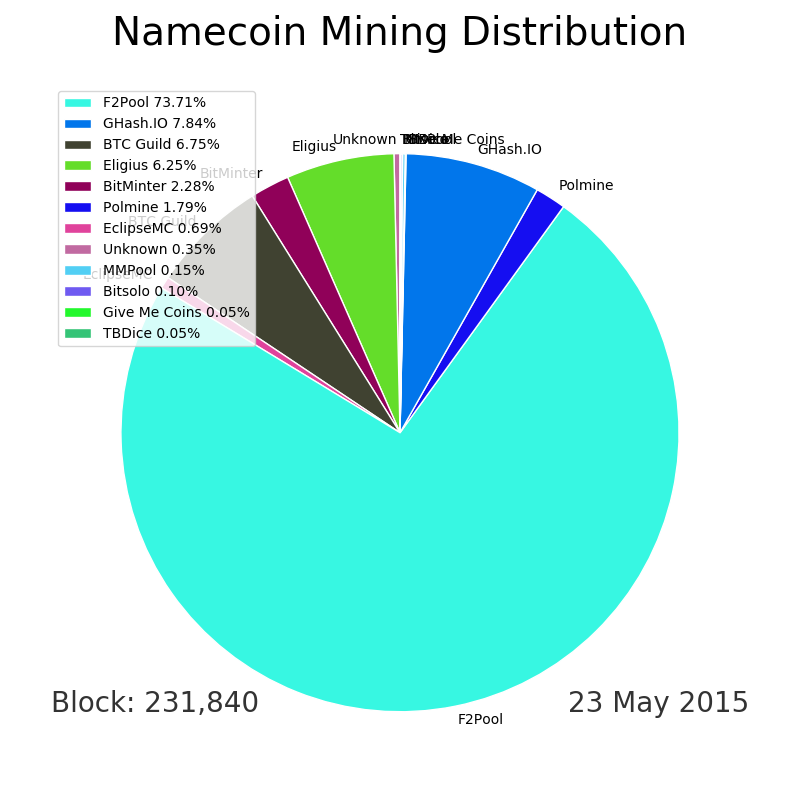 Namecoin Mining Distribution
F2Pool 73.71%
GHash.IO 7.84%
BTC Guild 6.75%
Eligius 6.25%
BitMinter 2.28%
Polmine 1.79%
EclipseMC 0.69%
Unknown 0.35%
MMPool 0.15%
Bitsolo 0.10%
Give Me Coins 0.05%
TBDice 0.05%
Unknown
Eligius
GHash.IO
BitMinter
Polmine
BTC Guild
EclipseMC
F2Pool
Block: 231,840
23 May 2015